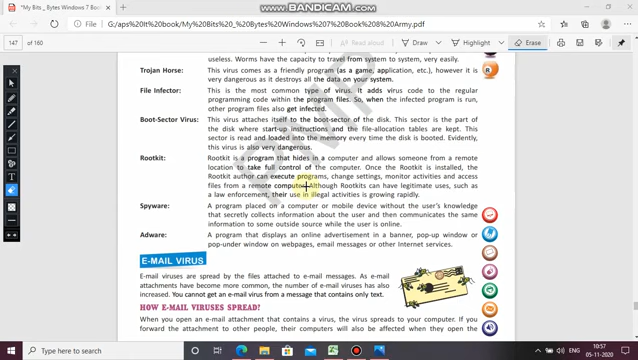 "My Bits _ Bytes Windows 7 Book
WWW.BANDICAM.COM
File G:/aps%20It%20book/My%20Bits%20_%20Bytes%20Windows%207%20Book%208%20Army.pdf
147 of 160
Read aloud
Draw
Highlight
Erase
useless. Worms have the capacity to travel from system to system, very easily.
Trojan Horse: This virus comes as a friendly program (as a game, application, etc.), however it is
very dangerous as it destroys all the data on your system.
File Infector: This is the most common type of virus. It adds virus code to the regular
programming code within the program files. So, when the infected program is run,
other program files also get infected.
Boot-Sector Virus: This virus attaches itself to the boot-sector of the disk. This sector is the part of
the disk where start-up instructions and the file-allocation tables are kept. This
sector is read and loaded into the memory every time the disk is booted. Evidently,
this virus is also very dangerous.
Rootkit: Rootkit is a program that hides in a computer and allows someone from a remote
location to take full control of the computer. Once the Rootkit is installed, the
the Rootkit author can execute programs, change settings, monitor activities and access
files from a remote computer. Although Rootkits can have legitimate uses, such as
a law enforcement, their use in illegal activities is growing rapidly.
Spyware: A program placed on a computer or mobile device without the user's knowledge
that secretly collects information about the user and then communicates the same
information to some outside source while the user is online.
Adware: A program that displays an online advertisement in a banner, pop-up window or
pop-under window on webpages, email messages or other Internet services.
E-MAIL VIRUS
E-mail viruses are spread by the files attached to e-mail messages. As e-mail
attachments have become more common, the number of e-mail viruses has also
increased. You cannot get an e-mail virus from a message that contains only text.
HOW E-MAIL VIRUSES SPREAD?
When you open an e-mail attachment that contains a virus, the virus spreads to your computer. If you
forward the attachment to other people, their computers will also be affected when they open the
Type here to search
ENG
10:57
05-11-2020